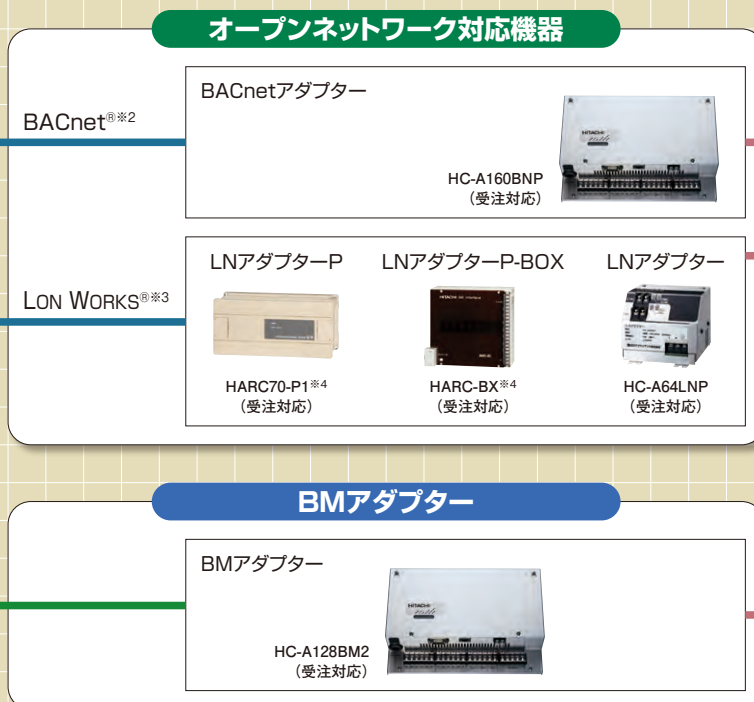 オープンネットワーク対応機器
BACnet®※2
BACnetアダプター
HITACHI
HC-A160BNP
(受注対応)
LON WORKS®※3
LNアダプターP
LNアダプターP-BOX
LNアダプター
HARC70-P1※4
(受注対応)
HARC-BX※4
(受注対応)
HC-A64LNP
(受注対応)
BMアダプター
BMアダプター
HITACHI
HC-A128BM2
(受注対応)